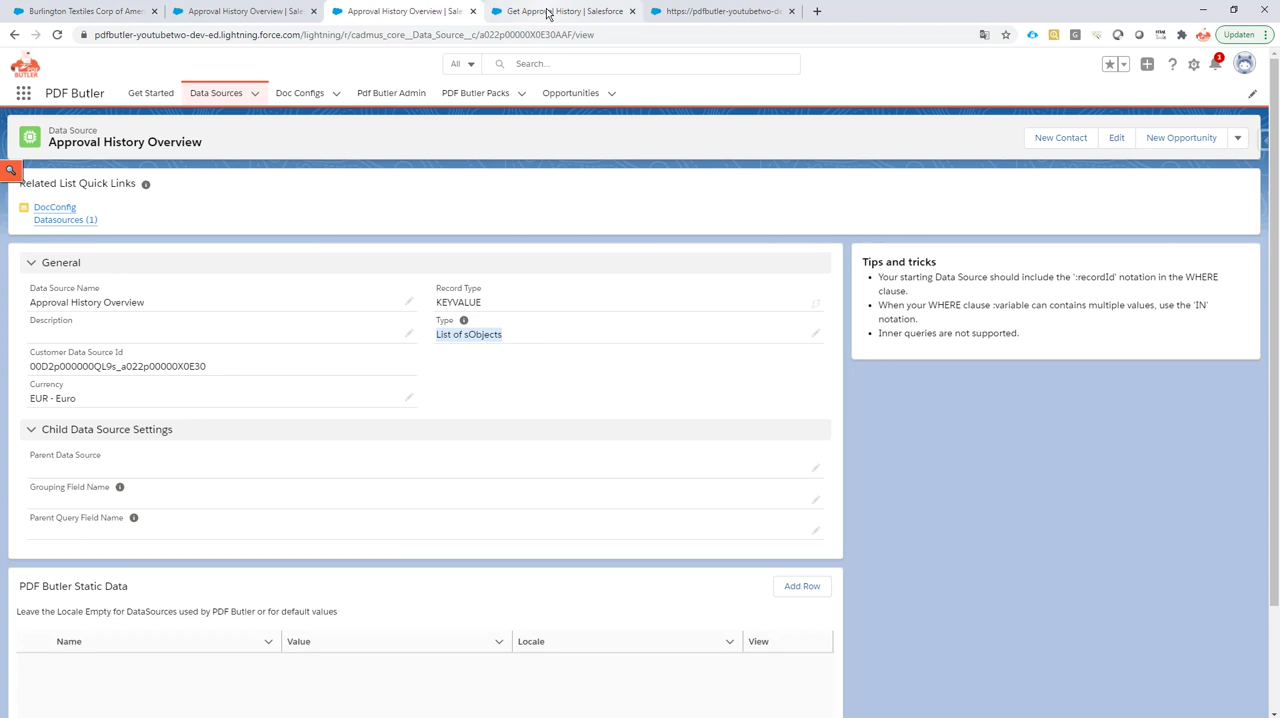 Burlington Textiles Corp of Amer
Approval History Overview | Sal
Approval History Overview | Sale
Get Approval History | Salesforce
https://pdfbutler-youtubetwo-de
pdfbutler-youtubetwo-dev-ed.lightning.force.com/lightning/r/cadmus_core__Data_Source__c/a022p00000X0E30AAF/view
Updaten
BUTLER
All
Search...
1
PDF Butler
Get Started
Data Sources
Doc Configs
Pdf Butler Admin
PDF Butler Packs
Opportunities
Data Source
Approval History Overview
New Contact
Edit
New Opportunity
Related List Quick Links
DocConfig
Datasources (1)
General
Data Source Name
Approval History Overview
Record Type
KEYVALUE
Description
Type
List of sObjects
Customer Data Source Id
00D2p000000QL9s_a022p00000X0E30
Currency
EUR - Euro
Child Data Source Settings
Parent Data Source
Grouping Field Name
Parent Query Field Name
Tips and tricks
Your starting Data Source should include the ':recordId' notation in the WHERE
clause.
When your WHERE clause :variable can contains multiple values, use the 'IN'
notation.
Inner queries are not supported.
PDF Butler Static Data
Add Row
Leave the Locale Empty for DataSources used by PDF Butler or for default values
Name
Value
Locale
View